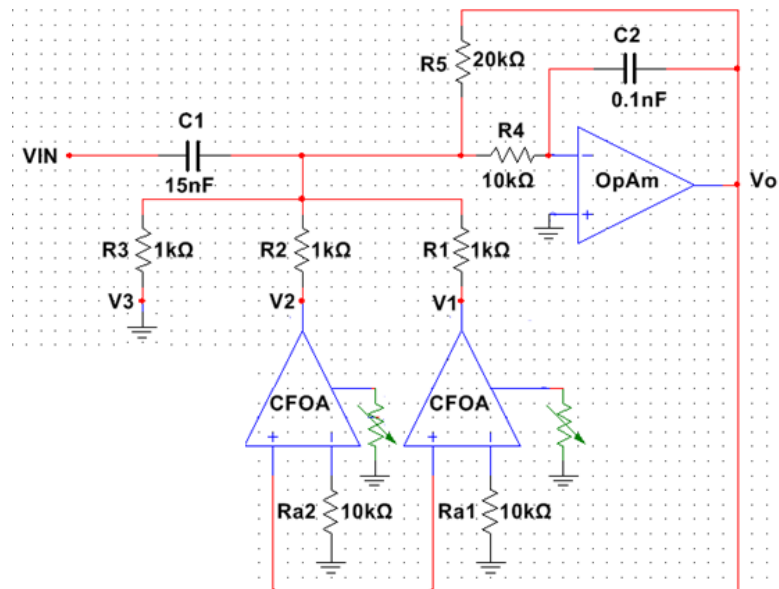 C2
R5 20kΩ
0.1nF
C1
R4
VIN
OpAm
Vo
15nF
10kΩ
R3 1kΩ R2 1kΩ R1 1kΩ
V3 V2 V1
CFOA CFOA
Ra2 10kΩ Ra1 10kΩ